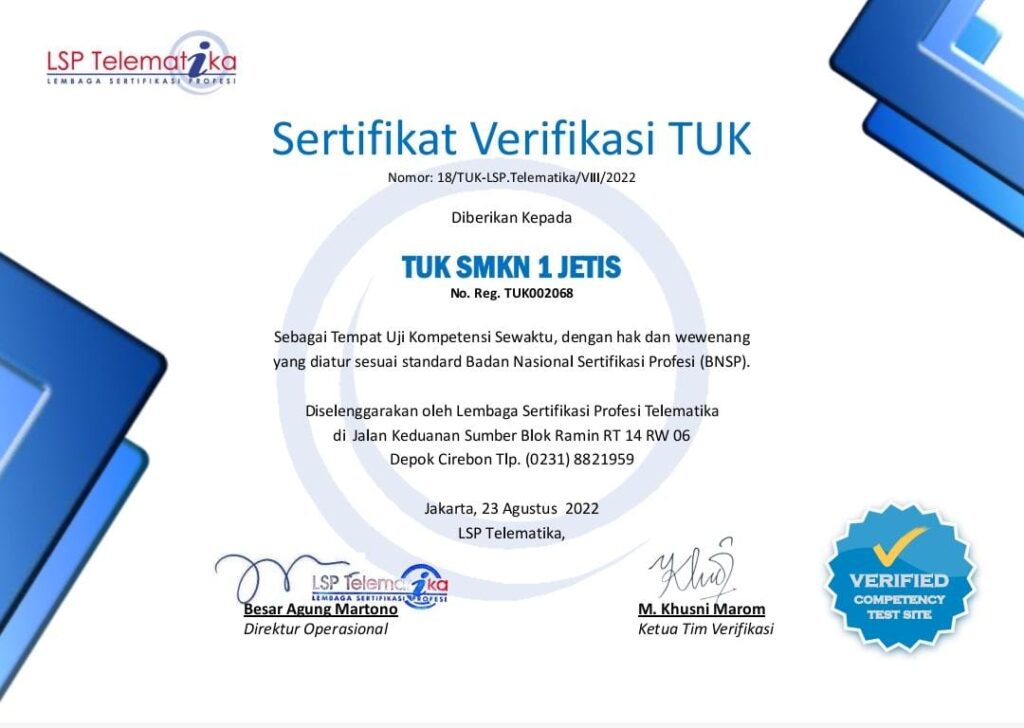 LSP Telematika
LEMBAGA SERTIFIKASI PROFESI
Sertifikat Verifikasi TUK
Nomor: 18/TUK-LSP.Telematika/VIII/2022
Diberikan Kepada
TUK SMKN 1 JETIS
No. Reg. TUK002068
Sebagai Tempat Uji Kompetensi Sewaktu, dengan hak dan wewenang
yang diatur sesuai standard Badan Nasional Sertifikasi Profesi (BNSP).
Diselenggarakan oleh Lembaga Sertifikasi Profesi Telematika
di Jalan Keduanan Sumber Blok Ramin RT 14 RW 06
Depok Cirebon Tlp. (0231) 8821959
Jakarta, 23 Agustus 2022
LSP Telematika,
LSP Telematika
LEMBAGA SERTIFIKASI PROFESI
Besar Agung Martono
Direktur Operasional
M. Khusni Marom
Ketua Tim Verifikasi
VERIFIED
COMPETENCY
TEST SITE